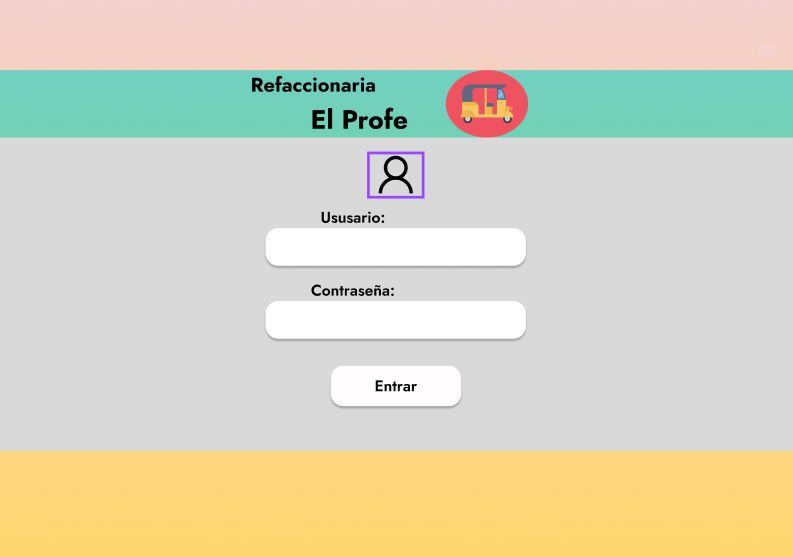 Refaccionaria
El Profe
Ususario:
Contraseña:
Entrar